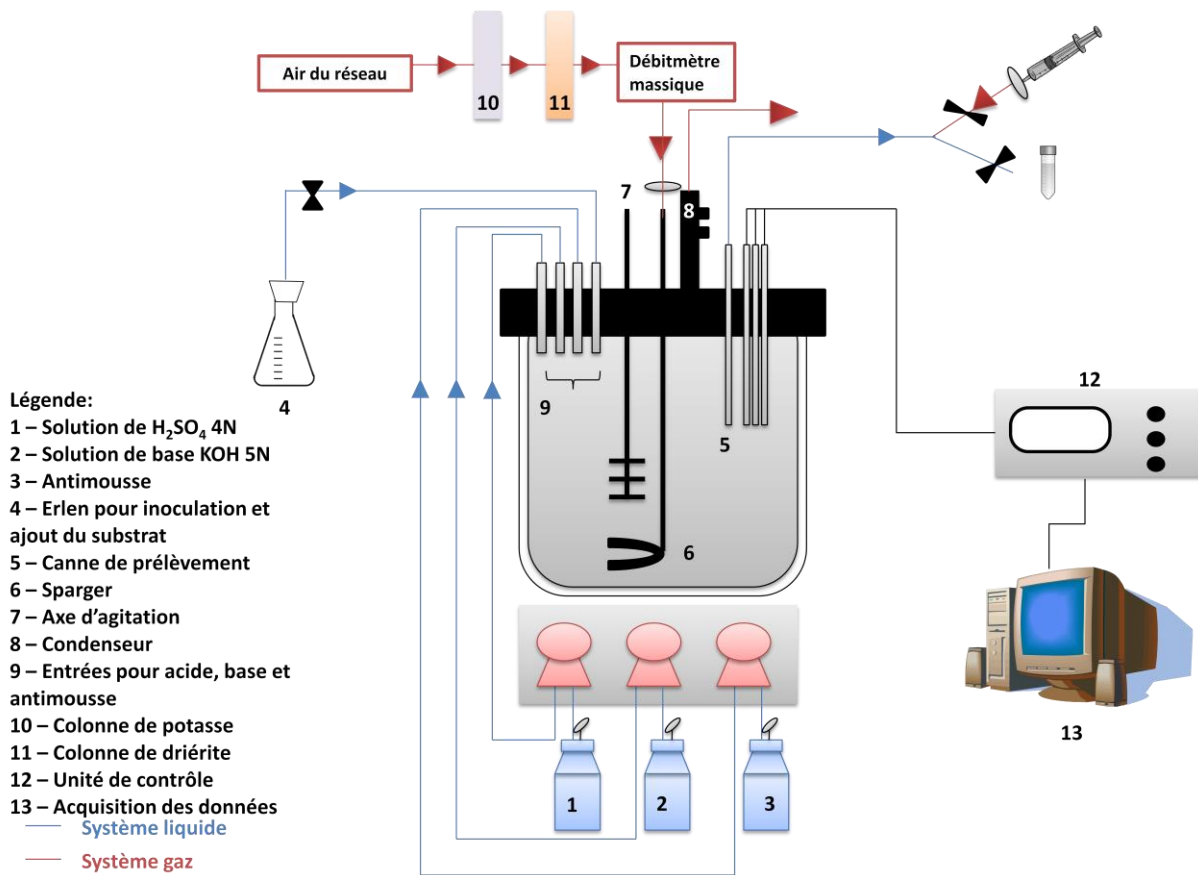 Air du réseau
10
11
Débitmètre
massique
7
8
4
9
5
6
12
13
1
2
3
Légende:
1 – Solution de H₂SO₄ 4N
2 – Solution de base KOH 5N
3 – Antimousse
4 – Erlen pour inoculation et
ajout du substrat
5 – Canne de prélèvement
6 – Sparger
7 – Axe d'agitation
8 – Condenseur
9 – Entrées pour acide, base et
antimousse
10 – Colonne de potasse
11 – Colonne de driérite
12 – Unité de contrôle
13 – Acquisition des données
Système liquide
Système gaz